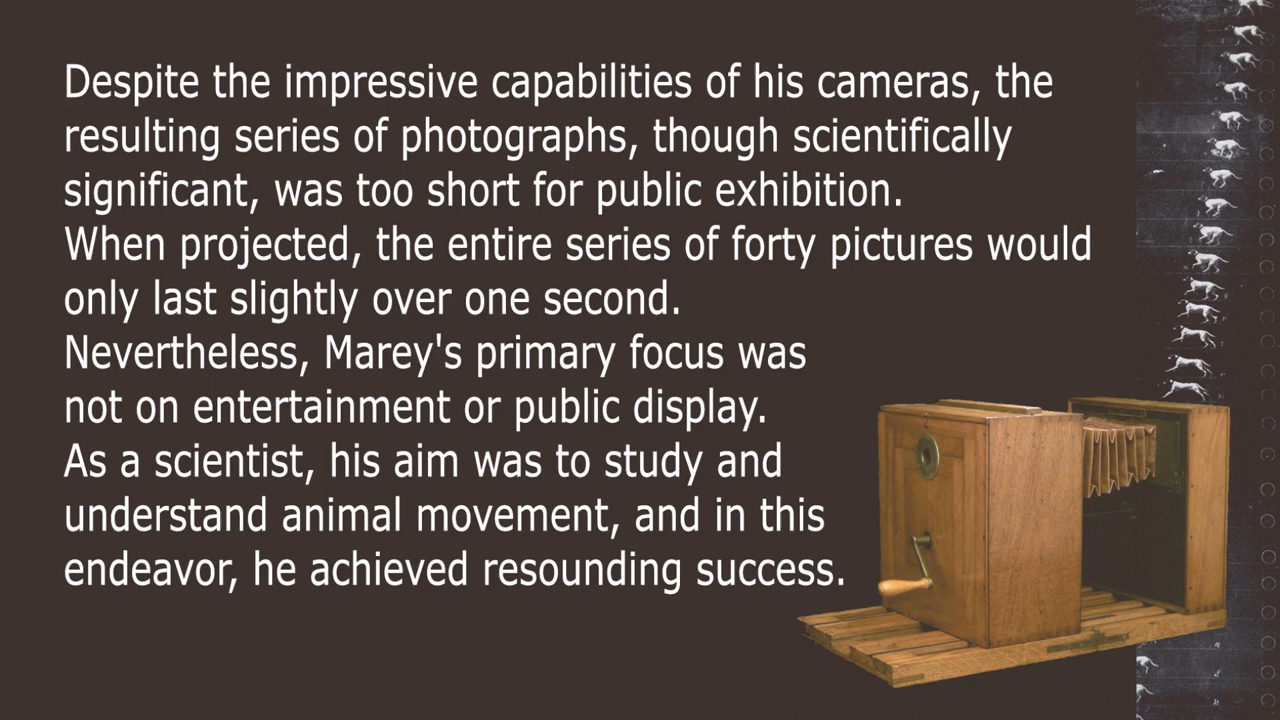 Despite the impressive capabilities of his cameras, the
resulting series of photographs, though scientifically
significant, was too short for public exhibition.
When projected, the entire series of forty pictures would
only last slightly over one second.
Nevertheless, Marey's primary focus was
not on entertainment or public display.
As a scientist, his aim was to study and
understand animal movement, and in this
endeavor, he achieved resounding success.